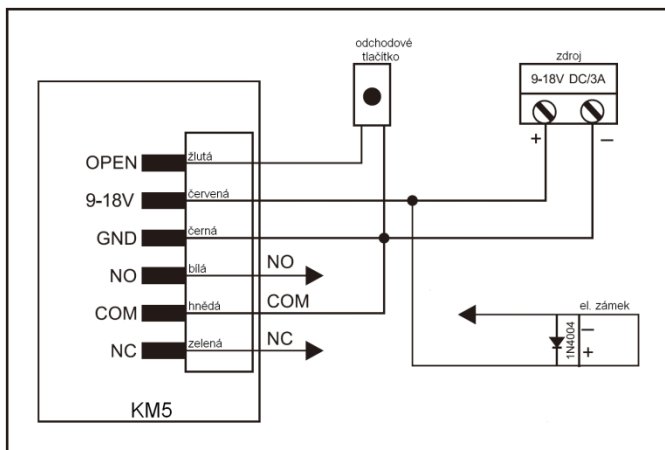 odchodové
tlačítko
zdroj
9-18V DC/3A
+
–
OPEN
žlutá
9-18V
červená
GND
černá
NO
bílá
NO
COM
hnědá
COM
NC
zelená
NC
el. zámek
1N4004
–
+
KM5